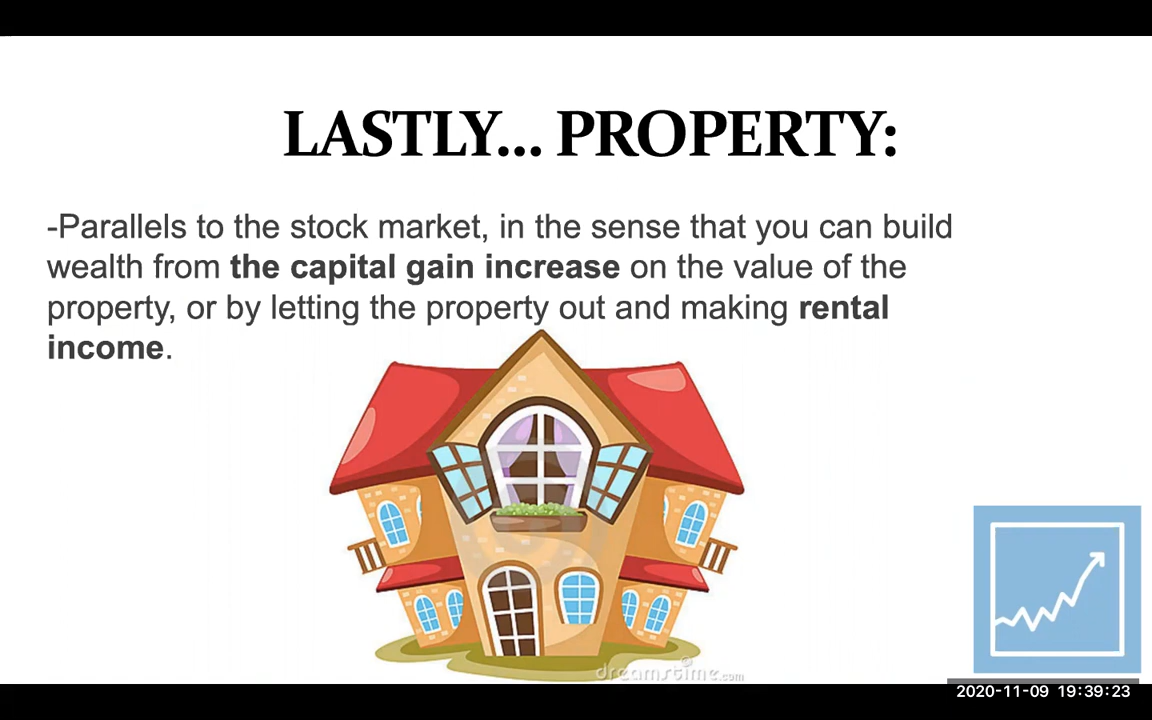 LASTLY... PROPERTY:
-Parallels to the stock market, in the sense that you can build
wealth from the capital gain increase on the value of the
property, or by letting the property out and making rental
income.
dreamstime.com
2020-11-09 19:39:23